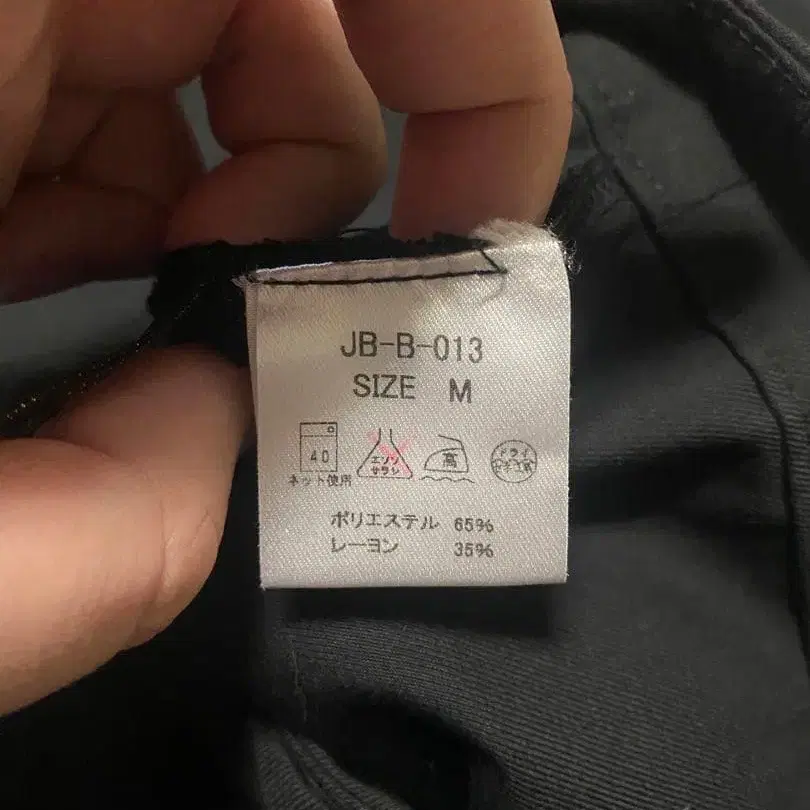 JB-B-013
SIZE M
40
ネット使用
エンソ
サラシ
高
ドライ
ポリエステル 65%
レーヨン 35%